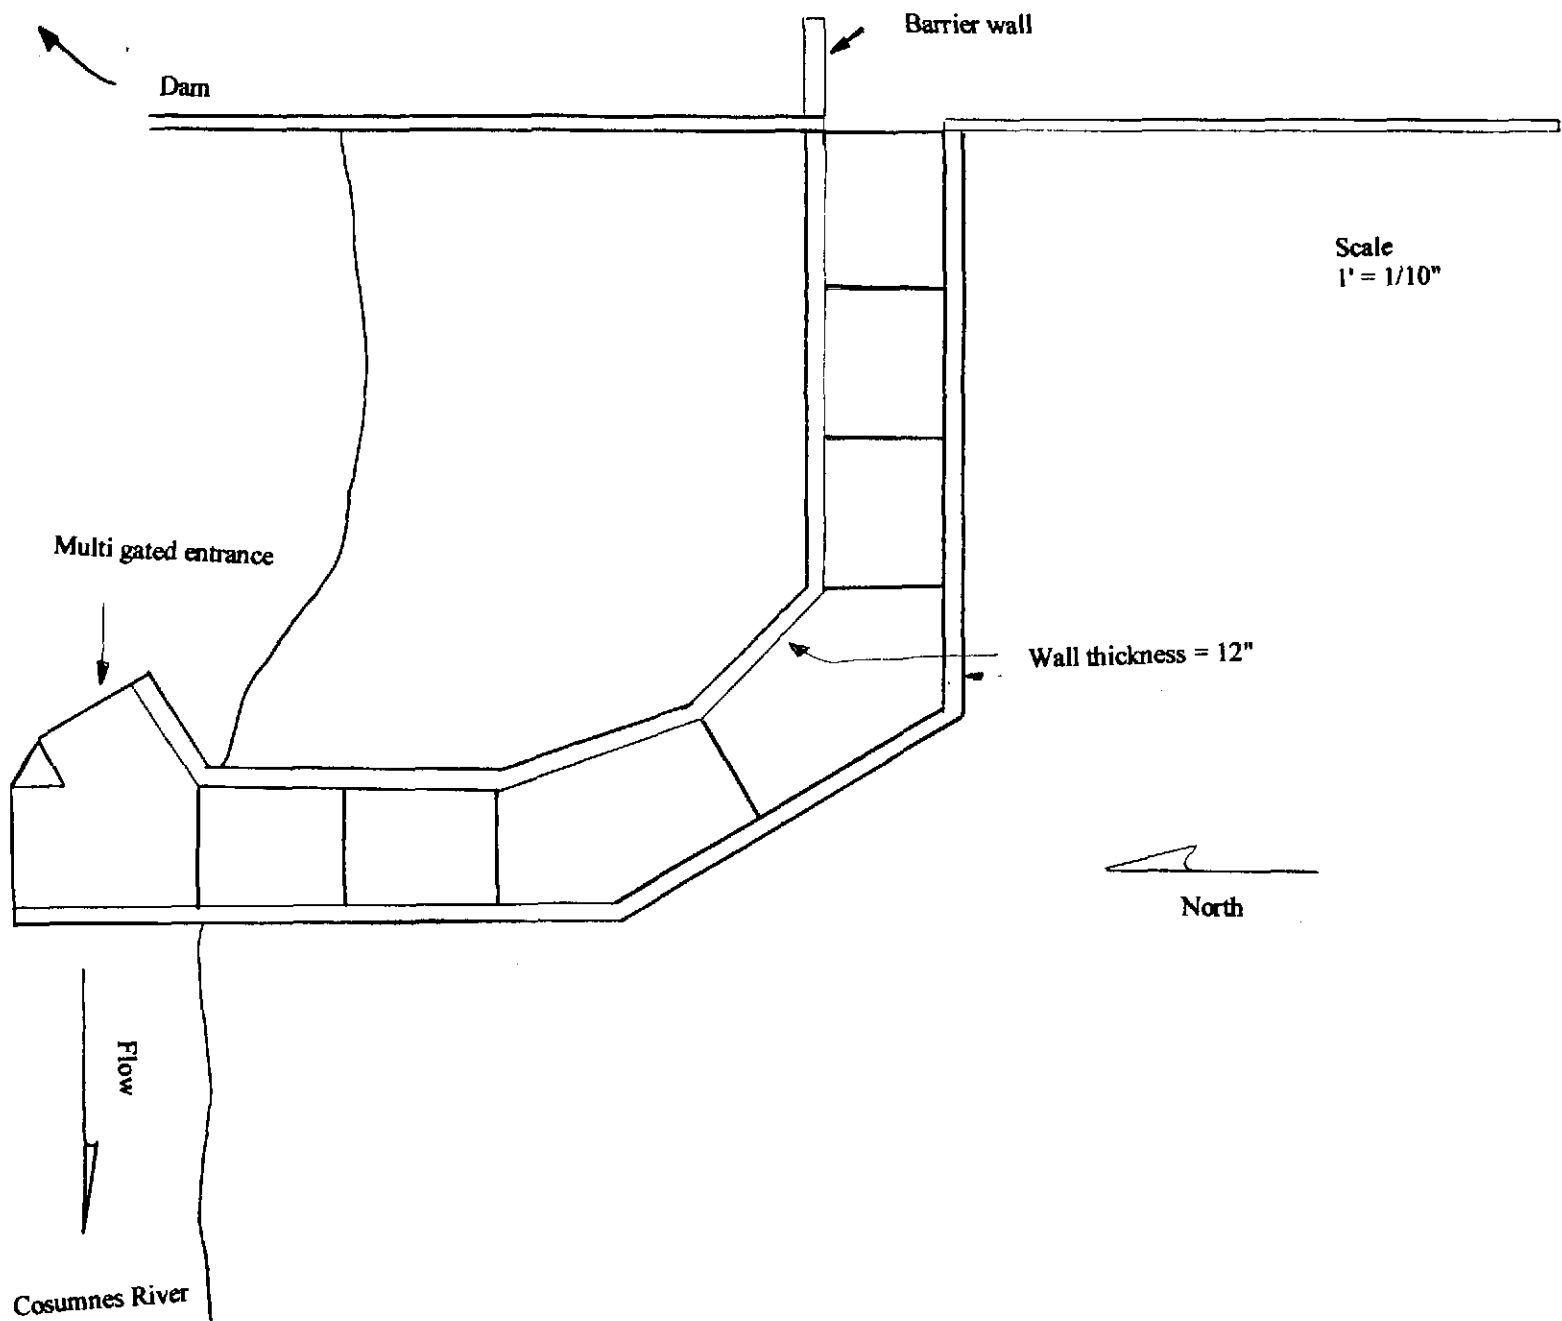 Barrier wall
Dam
Scale
1' = 1/10"
Multi gated entrance
Wall thickness = 12"
North
Flow
Cosumnes River